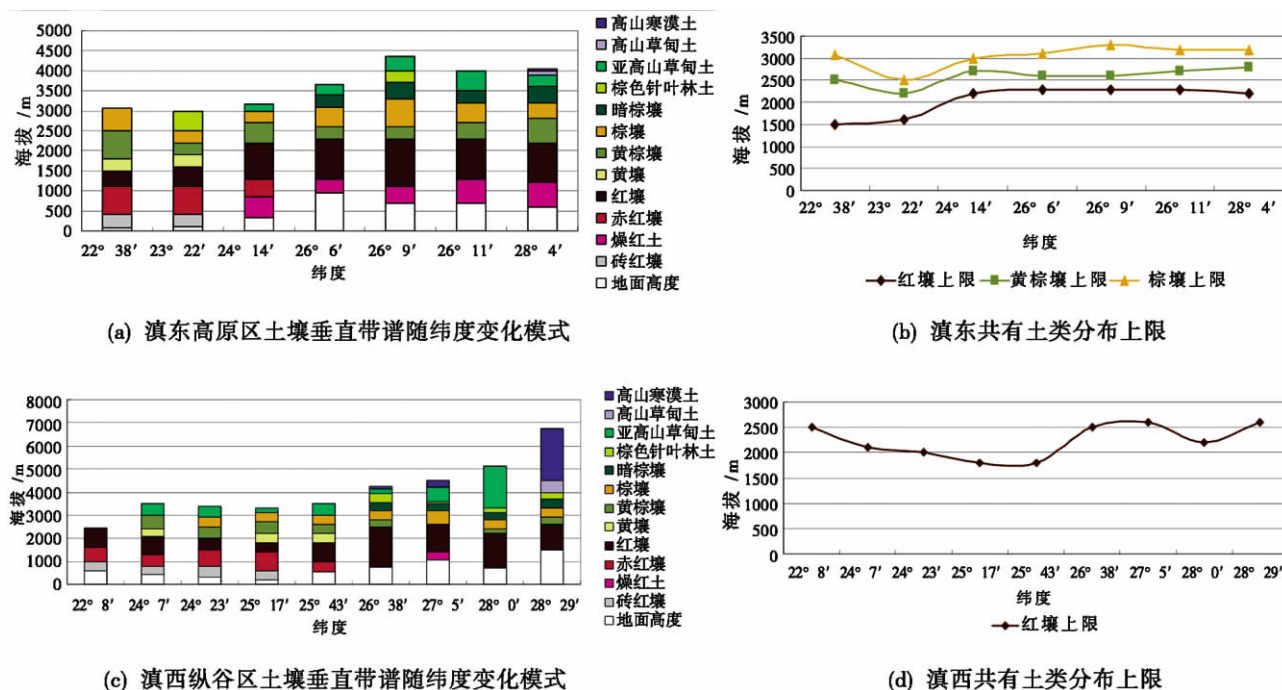 5000
4500
4000
3500
3000
2500
2000
1500
1000
500
0
海拔 /m
22° 38′ 23° 22′ 24° 14′ 26° 6′ 26° 9′ 26° 11′ 28° 4′
纬度
高山寒漠土
高山草甸土
亚高山草甸土
棕色针叶林土
暗棕壤
棕壤
黄棕壤
黄壤
红壤
赤红壤
燥红土
砖红壤
地面高度
(a) 滇东高原区土壤垂直带谱随纬度变化模式
3500
3000
2500
2000
1500
1000
500
0
海拔 /m
22° 38′ 23° 22′ 24° 14′ 26° 6′ 26° 9′ 26° 11′ 28° 4′
纬度
红壤上限 黄棕壤上限 棕壤上限
(b) 滇东共有土类分布上限
8000
7000
6000
5000
4000
3000
2000
1000
0
海拔 /m
22° 8′ 24° 7′ 24° 23′ 25° 17′ 25° 43′ 26° 38′ 27° 5′ 28° 0′ 28° 29′
纬度
高山寒漠土
高山草甸土
亚高山草甸土
棕色针叶林土
暗棕壤
棕壤
黄棕壤
黄壤
红壤
赤红壤
燥红土
砖红壤
地面高度
(c) 滇西纵谷区土壤垂直带谱随纬度变化模式
3000
2500
2000
1500
1000
500
0
海拔 /m
22° 8′ 24° 7′ 24° 23′ 25° 17′ 25° 43′ 26° 38′ 27° 5′ 28° 0′ 28° 29′
纬度
红壤上限
(d) 滇西共有土类分布上限